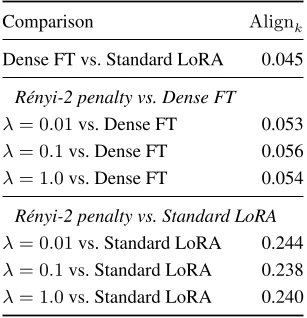 Comparison Alignₖ
Dense FT vs. Standard LoRA 0.045
Rényi-2 penalty vs. Dense FT
λ = 0.01 vs. Dense FT 0.053
λ = 0.1 vs. Dense FT 0.056
λ = 1.0 vs. Dense FT 0.054
Rényi-2 penalty vs. Standard LoRA
λ = 0.01 vs. Standard LoRA 0.244
λ = 0.1 vs. Standard LoRA 0.238
λ = 1.0 vs. Standard LoRA 0.240